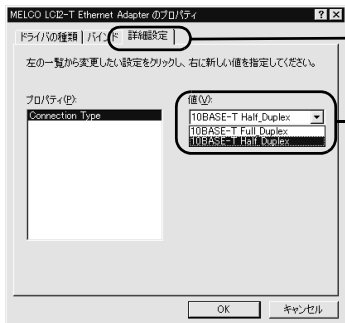 MELCO LCI2-T Ethernet Adapter のプロパティ
ドライバの種類 バインド 詳細設定
左の一覧から変更したい設定をクリックし、右に新しい値を指定してください。
プロパティ(P):
値(V):
Connection Type
10BASE-T Half_Duplex
10BASE-T Full_Duplex
10BASE-T Half_Duplex
OK キャンセル